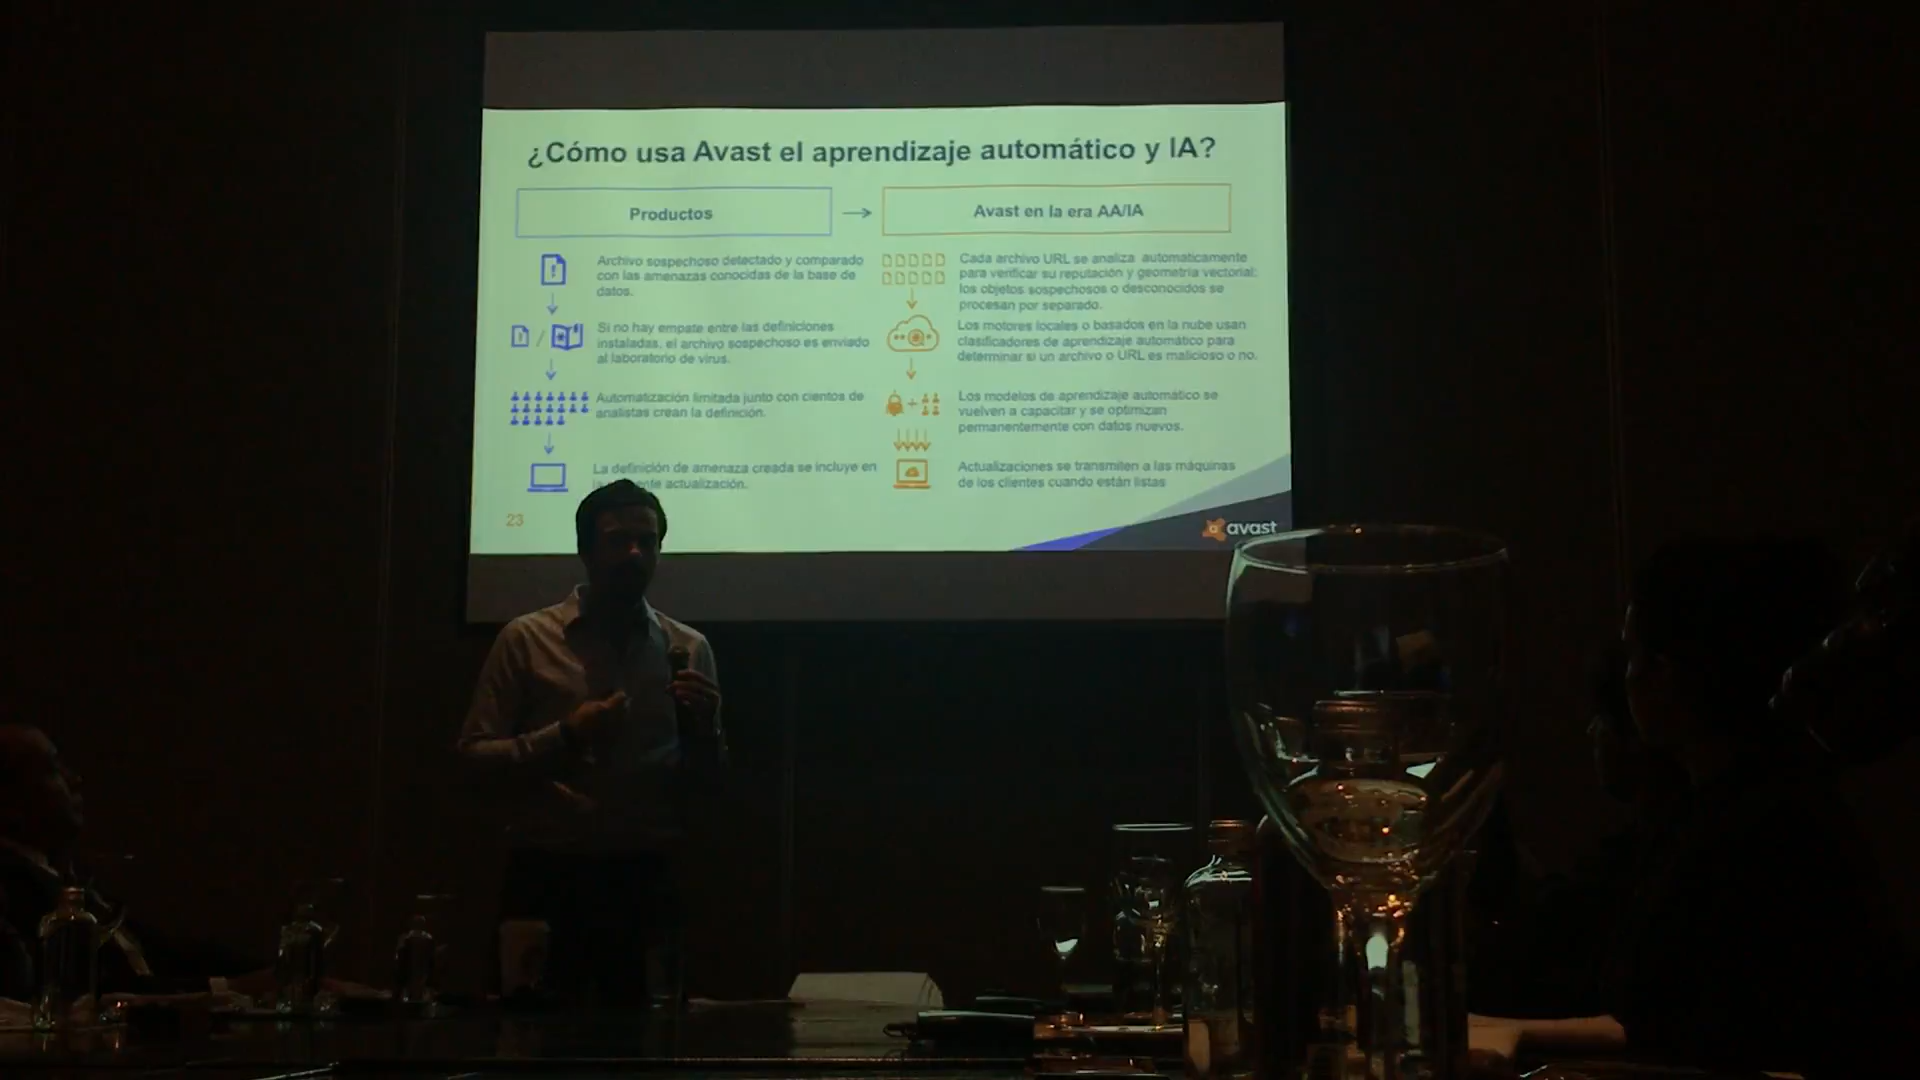 ¿Cómo usa Avast el aprendizaje automático y IA?
Productos
Avast en la era AA/IA
Archivo sospechoso detectado y comparado
con las amenazas conocidas de la base de
datos.
Si no hay empate entre las definiciones
instaladas, el archivo sospechoso es enviado
al laboratorio de virus.
Automatización limitada junto con cientos de
analistas crean la definición.
La definición de amenaza creada se incluye en
la actualización.
Cada archivo URL se analiza automáticamente
para verificar su reputación y geometría vectorial:
los objetos sospechosos o desconocidos se
procesan por separado.
Los motores locales o basados en la nube usan
clasificadores de aprendizaje automático para
determinar si un archivo o URL es malicioso o no.
Los modelos de aprendizaje automático se
vuelven a capacitar y se optimizan
permanentemente con datos nuevos.
Actualizaciones se transmiten a las máquinas
de los clientes cuando están listas
23
avast